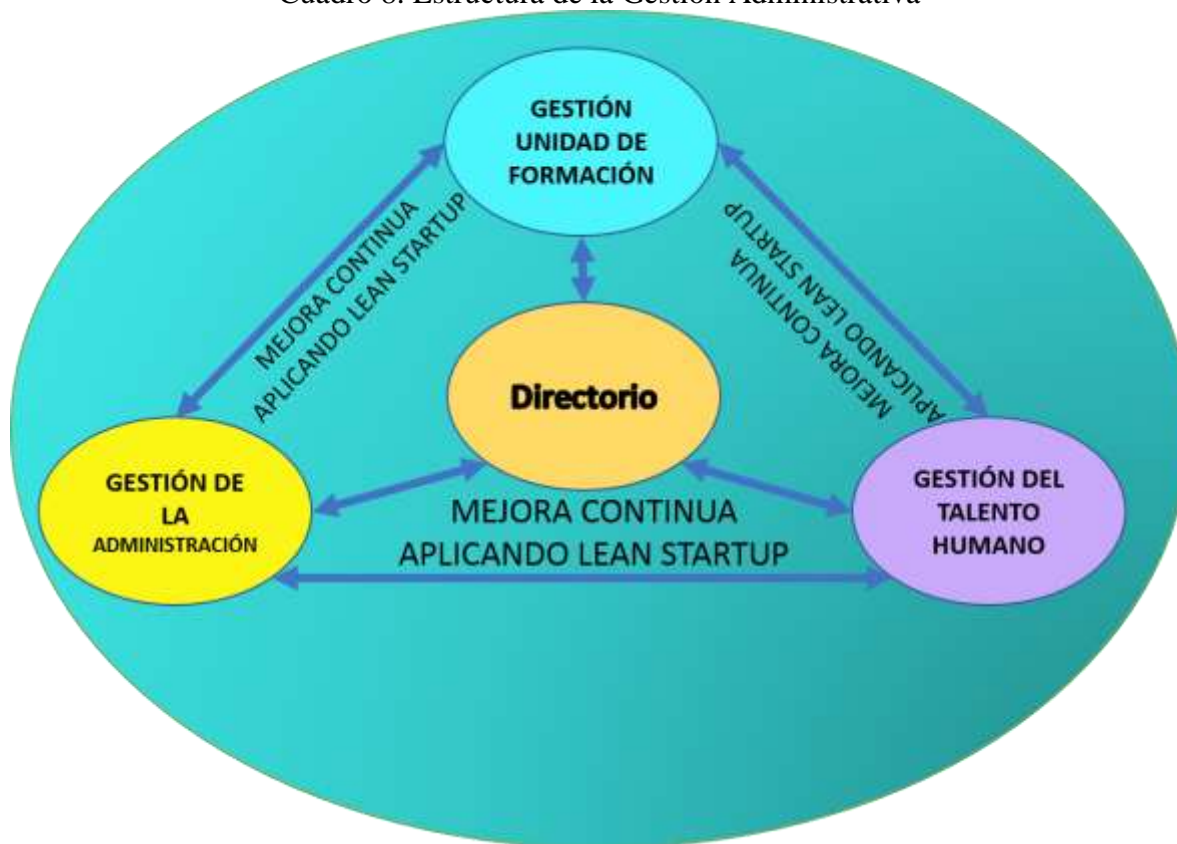 Cuadro 8. Estructura de la Gestión Administrativa
GESTIÓN
UNIDAD DE
FORMACIÓN
MEJORA CONTINUA
APLICANDO LEAN STARTUP
MEJORA CONTINUA
APLICANDO LEAN STARTUP
Directorio
GESTIÓN DE
LA
ADMINISTRACIÓN
GESTIÓN DEL
TALENTO
HUMANO
MEJORA CONTINUA
APLICANDO LEAN STARTUP